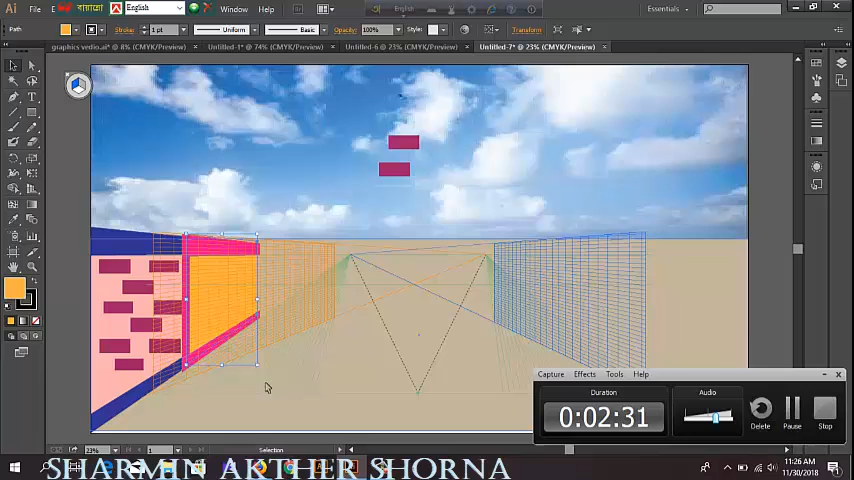 Ai File E বায়ান্নো English Window Help English Essentials
Path Stroke: 1 pt Uniform Basic Opacity: 100% Style: Transform
graphics vedio.ai* @ 8% (CMYK/Preview) Untitled-1* @ 74% (CMYK/Preview) Untitled-6 @ 23% (CMYK/Preview) Untitled-7* @ 23% (CMYK/Preview)
Capture Effects Tools Help
Duration Audio
0:02:31
Delete Pause Stop
23% 1 Selection
SHARMIN AKTHER SHORNA
11:26 AM
11/30/2018